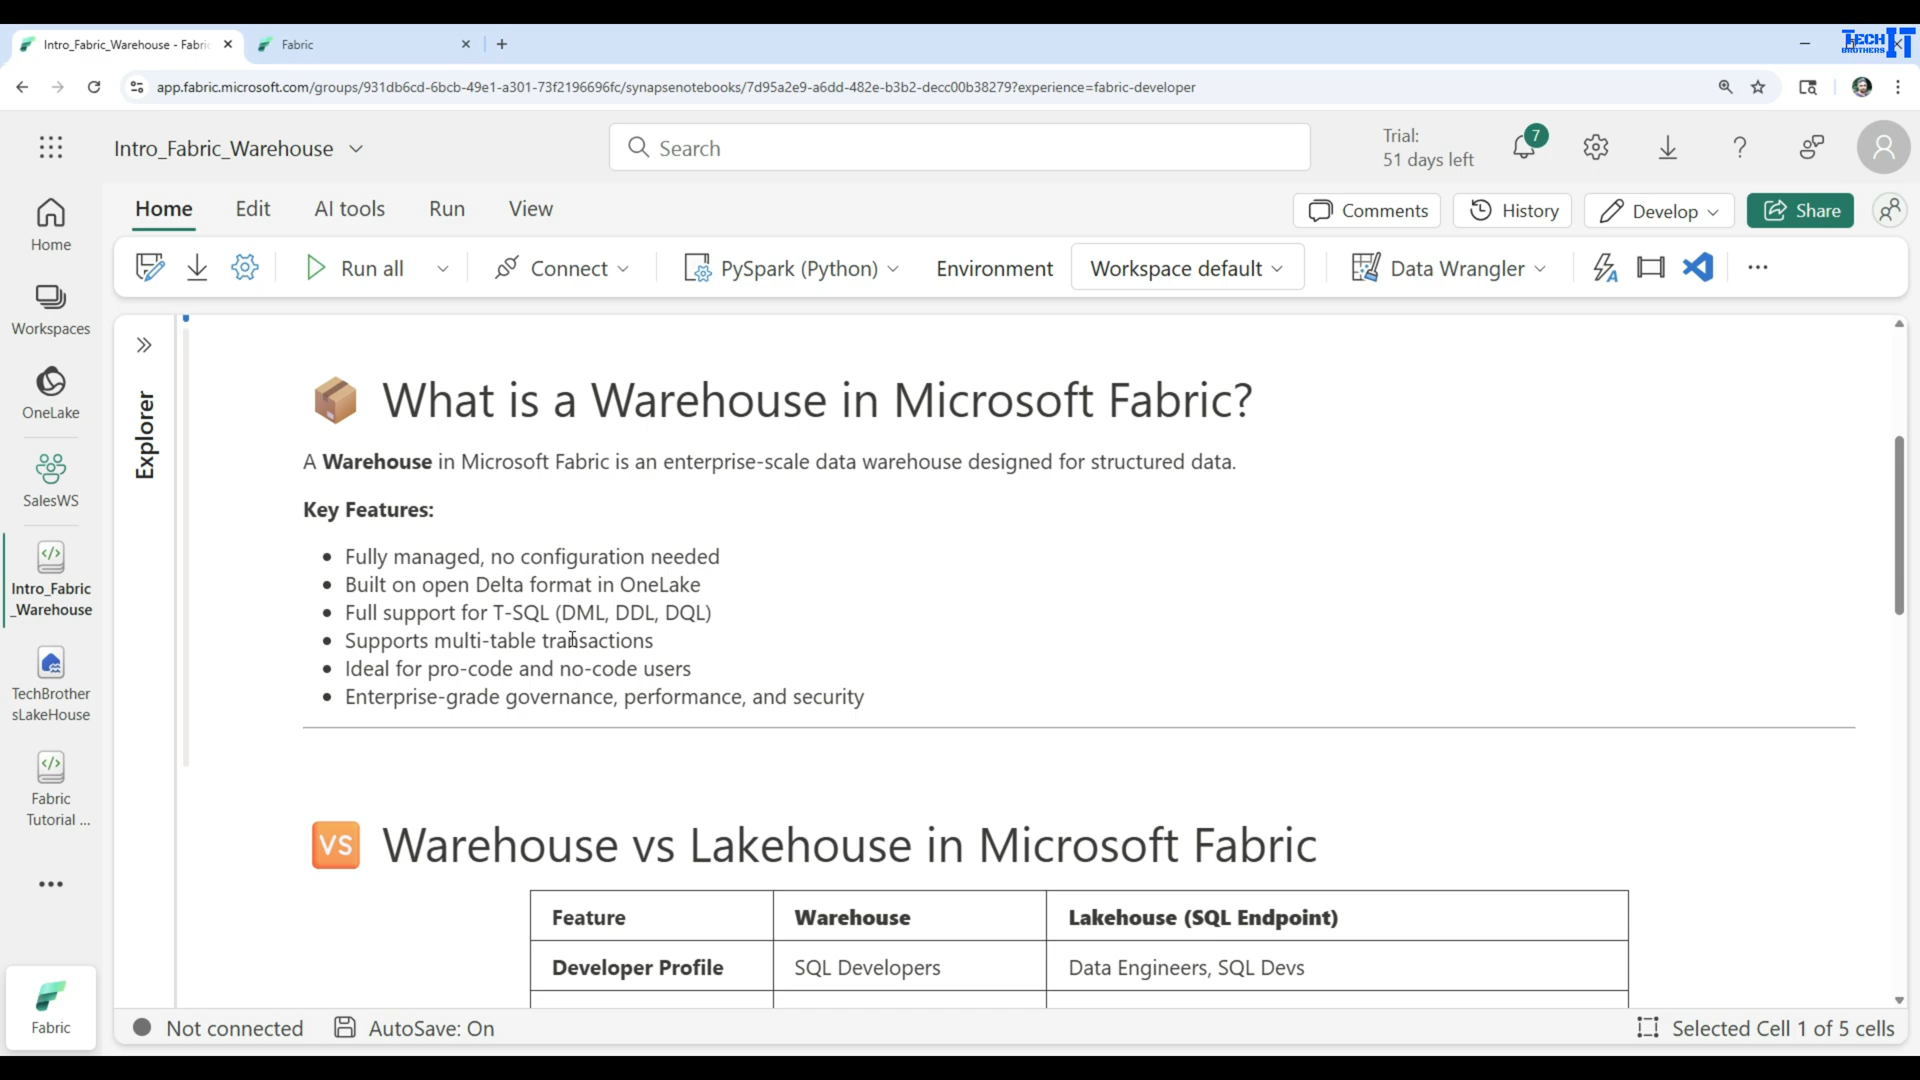 Intro_Fabric_Warehouse - Fabric
Fabric
TECH IT
BROTHERS
app.fabric.microsoft.com/groups/931db6cd-6bcb-49e1-a301-73f2196696fc/synapsenotebooks/7d95a2e9-a6dd-482e-b3b2-decc00b38279?experience=fabric-developer
Intro_Fabric_Warehouse
Search
Trial:
51 days left
7
Home
Edit
AI tools
Run
View
Comments
History
Develop
Share
Run all
Connect
PySpark (Python)
Environment
Workspace default
Data Wrangler
Home
Workspaces
OneLake
SalesWS
Intro_Fabric
_Warehouse
TechBrother
sLakeHouse
Fabric
Tutorial ...
Fabric
Explorer
What is a Warehouse in Microsoft Fabric?
A Warehouse in Microsoft Fabric is an enterprise-scale data warehouse designed for structured data.
Key Features:
Fully managed, no configuration needed
Built on open Delta format in OneLake
Full support for T-SQL (DML, DDL, DQL)
Supports multi-table transactions
Ideal for pro-code and no-code users
Enterprise-grade governance, performance, and security
VS Warehouse vs Lakehouse in Microsoft Fabric
Feature Warehouse Lakehouse (SQL Endpoint)
Developer Profile SQL Developers Data Engineers, SQL Devs
Not connected
AutoSave: On
Selected Cell 1 of 5 cells